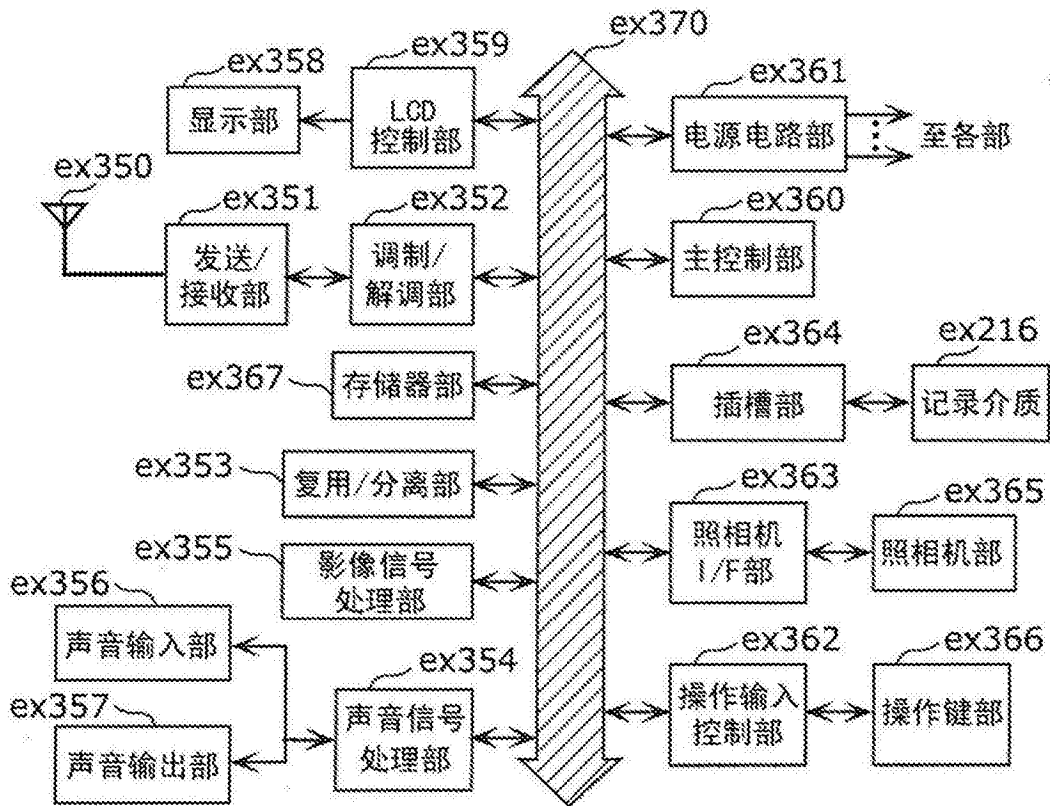 ex370
ex359
ex358
ex361
显示部
LCD
控制部
电源电路部
至各部
ex350
ex351
ex352
ex360
发送/
接收部
调制/
解调部
主控制部
ex364
ex216
ex367
存储器部
插槽部
记录介质
ex353
复用/分离部
ex363
ex365
ex355
影像信号
处理部
照相机
I/F部
照相机部
ex356
声音输入部
ex354
ex362
ex366
ex357
声音输出部
声音信号
处理部
操作输入
控制部
操作键部